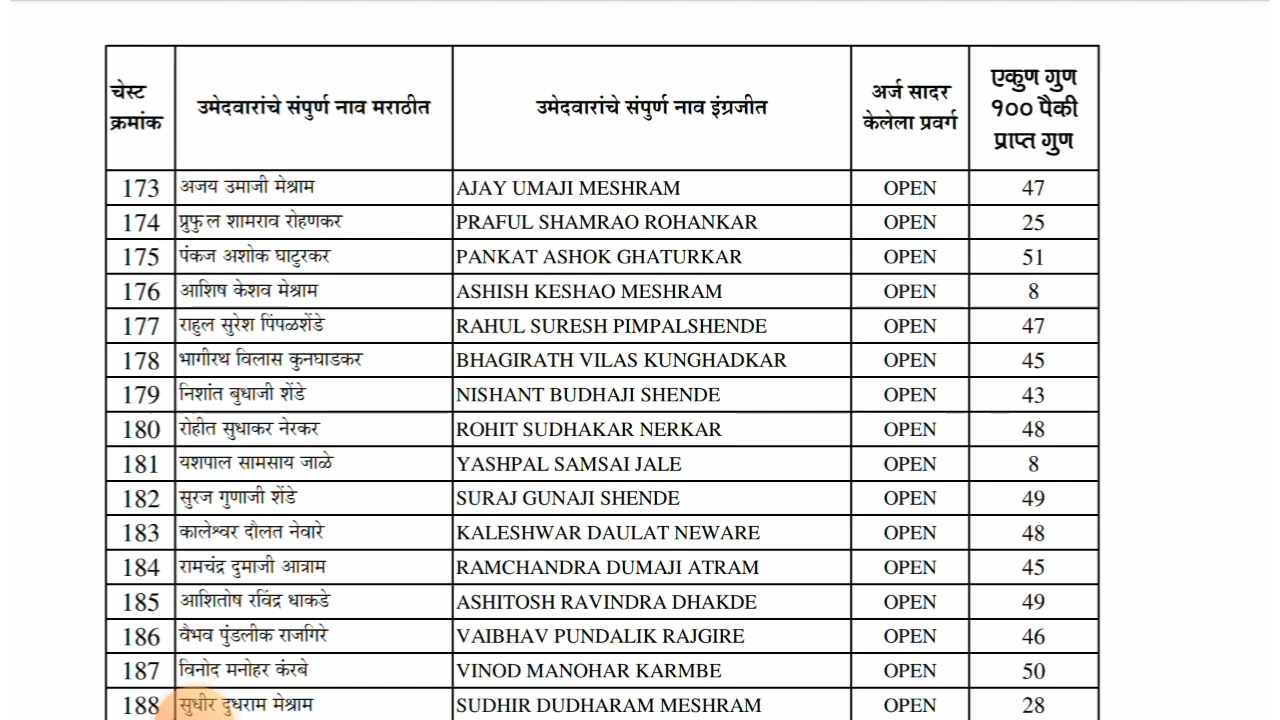 चेस्ट क्रमांक उमेदवारांचे संपुर्ण नाव मराठीत उमेदवारांचे संपुर्ण नाव इंग्रजीत अर्ज सादर केलेला प्रवर्ग एकुण गुण १०० पैकी प्राप्त गुण
173 अजय उमाजी मेश्राम AJAY UMAJI MESHRAM OPEN 47
174 प्रुफुल शामराव रोहणकर PRAFUL SHAMRAO ROHANKAR OPEN 25
175 पंकज अशोक घाटुरकर PANKAT ASHOK GHATURKAR OPEN 51
176 आशिष केशव मेश्राम ASHISH KESHAO MESHRAM OPEN 8
177 राहुल सुरेश पिंपळशेंडे RAHUL SURESH PIMPALSHENDE OPEN 47
178 भागीरथ विलास कुनघाडकर BHAGIRATH VILAS KUNGHADKAR OPEN 45
179 निशांत बुधाजी शेंडे NISHANT BUDHAJI SHENDE OPEN 43
180 रोहीत सुधाकर नेरकर ROHIT SUDHAKAR NERKAR OPEN 48
181 यशपाल सामसाय जाळे YASHPAL SAMSAI JALE OPEN 8
182 सुरज गुणाजी शेंडे SURAJ GUNAJI SHENDE OPEN 49
183 कालेश्वर दौलत नेवारे KALESHWAR DAULAT NEWARE OPEN 48
184 रामचंद्र दुमाजी आत्राम RAMCHANDRA DUMAJI ATRAM OPEN 45
185 आशितोष रविंद्र धाकडे ASHITOSH RAVINDRA DHAKDE OPEN 49
186 वैभव पुंडलीक राजगिरे VAIBHAV PUNDALIK RAJGIRE OPEN 46
187 विनोद मनोहर कंरबे VINOD MANOHAR KARMBE OPEN 50
188 सुधीर दुधराम मेश्राम SUDHIR DUDHARAM MESHRAM OPEN 28